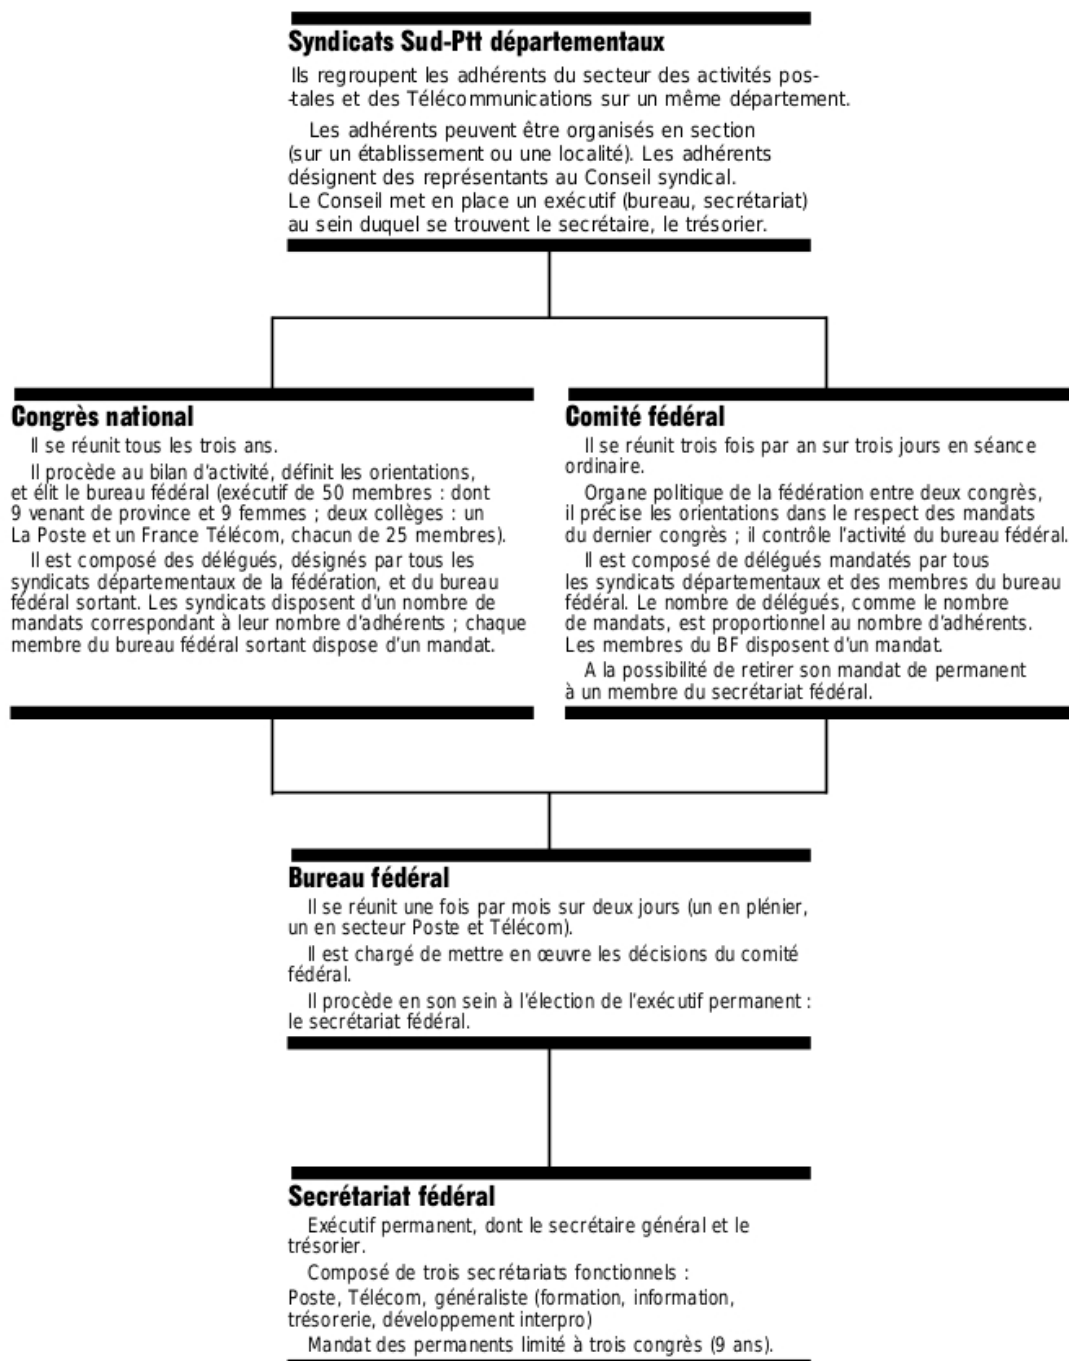 Syndicats Sud-Ptt départementaux
Ils regroupent les adhérents du secteur des activités pos-
-tales et des Télécommunications sur un même département.
Les adhérents peuvent être organisés en section
(sur un établissement ou une localité). Les adhérents
désignent des représentants au Conseil syndical.
Le Conseil met en place un exécutif (bureau, secrétariat)
au sein duquel se trouvent le secrétaire, le trésorier.
Congrès national
Il se réunit tous les trois ans.
Il procède au bilan d'activité, définit les orientations,
et élit le bureau fédéral (exécutif de 50 membres : dont
9 venant de province et 9 femmes ; deux collèges : un
La Poste et un France Télécom, chacun de 25 membres).
Il est composé des délégués, désignés par tous les
syndicats départementaux de la fédération, et du bureau
fédéral sortant. Les syndicats disposent d'un nombre de
mandats correspondant à leur nombre d'adhérents ; chaque
membre du bureau fédéral sortant dispose d'un mandat.
Comité fédéral
Il se réunit trois fois par an sur trois jours en séance
ordinaire.
Organe politique de la fédération entre deux congrès,
il précise les orientations dans le respect des mandats
du dernier congrès ; il contrôle l'activité du bureau fédéral.
Il est composé de délégués mandatés par tous
les syndicats départementaux et des membres du bureau
fédéral. Le nombre de délégués, comme le nombre
de mandats, est proportionnel au nombre d'adhérents.
Les membres du BF disposent d'un mandat.
A la possibilité de retirer son mandat de permanent
à un membre du secrétariat fédéral.
Bureau fédéral
Il se réunit une fois par mois sur deux jours (un en plénier,
un en secteur Poste et Télécom).
Il est chargé de mettre en œuvre les décisions du comité
fédéral.
Il procède en son sein à l'élection de l'exécutif permanent :
le secrétariat fédéral.
Secrétariat fédéral
Exécutif permanent, dont le secrétaire général et le
trésorier.
Composé de trois secrétariats fonctionnels :
Poste, Télécom, généraliste (formation, information,
trésorerie, développement interpro)
Mandat des permanents limité à trois congrès (9 ans).